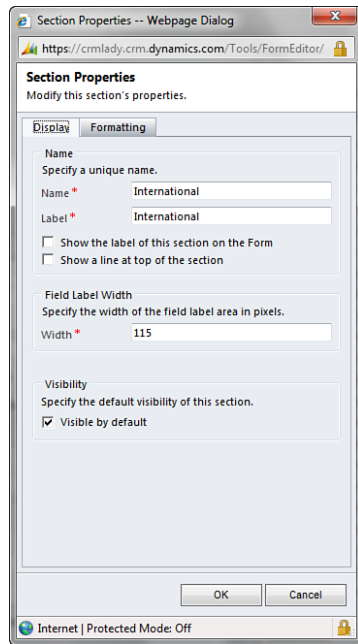 Section Properties -- Webpage Dialog
https://crmlady.crm.dynamics.com/Tools/FormEditor/
Section Properties
Modify this section's properties.
Display Formatting
Name
Specify a unique name.
Name * International
Label * International
Show the label of this section on the Form
Show a line at top of the section
Field Label Width
Specify the width of the field label area in pixels.
Width * 115
Visibility
Specify the default visibility of this section.
Visible by default
OK Cancel
Internet | Protected Mode: Off